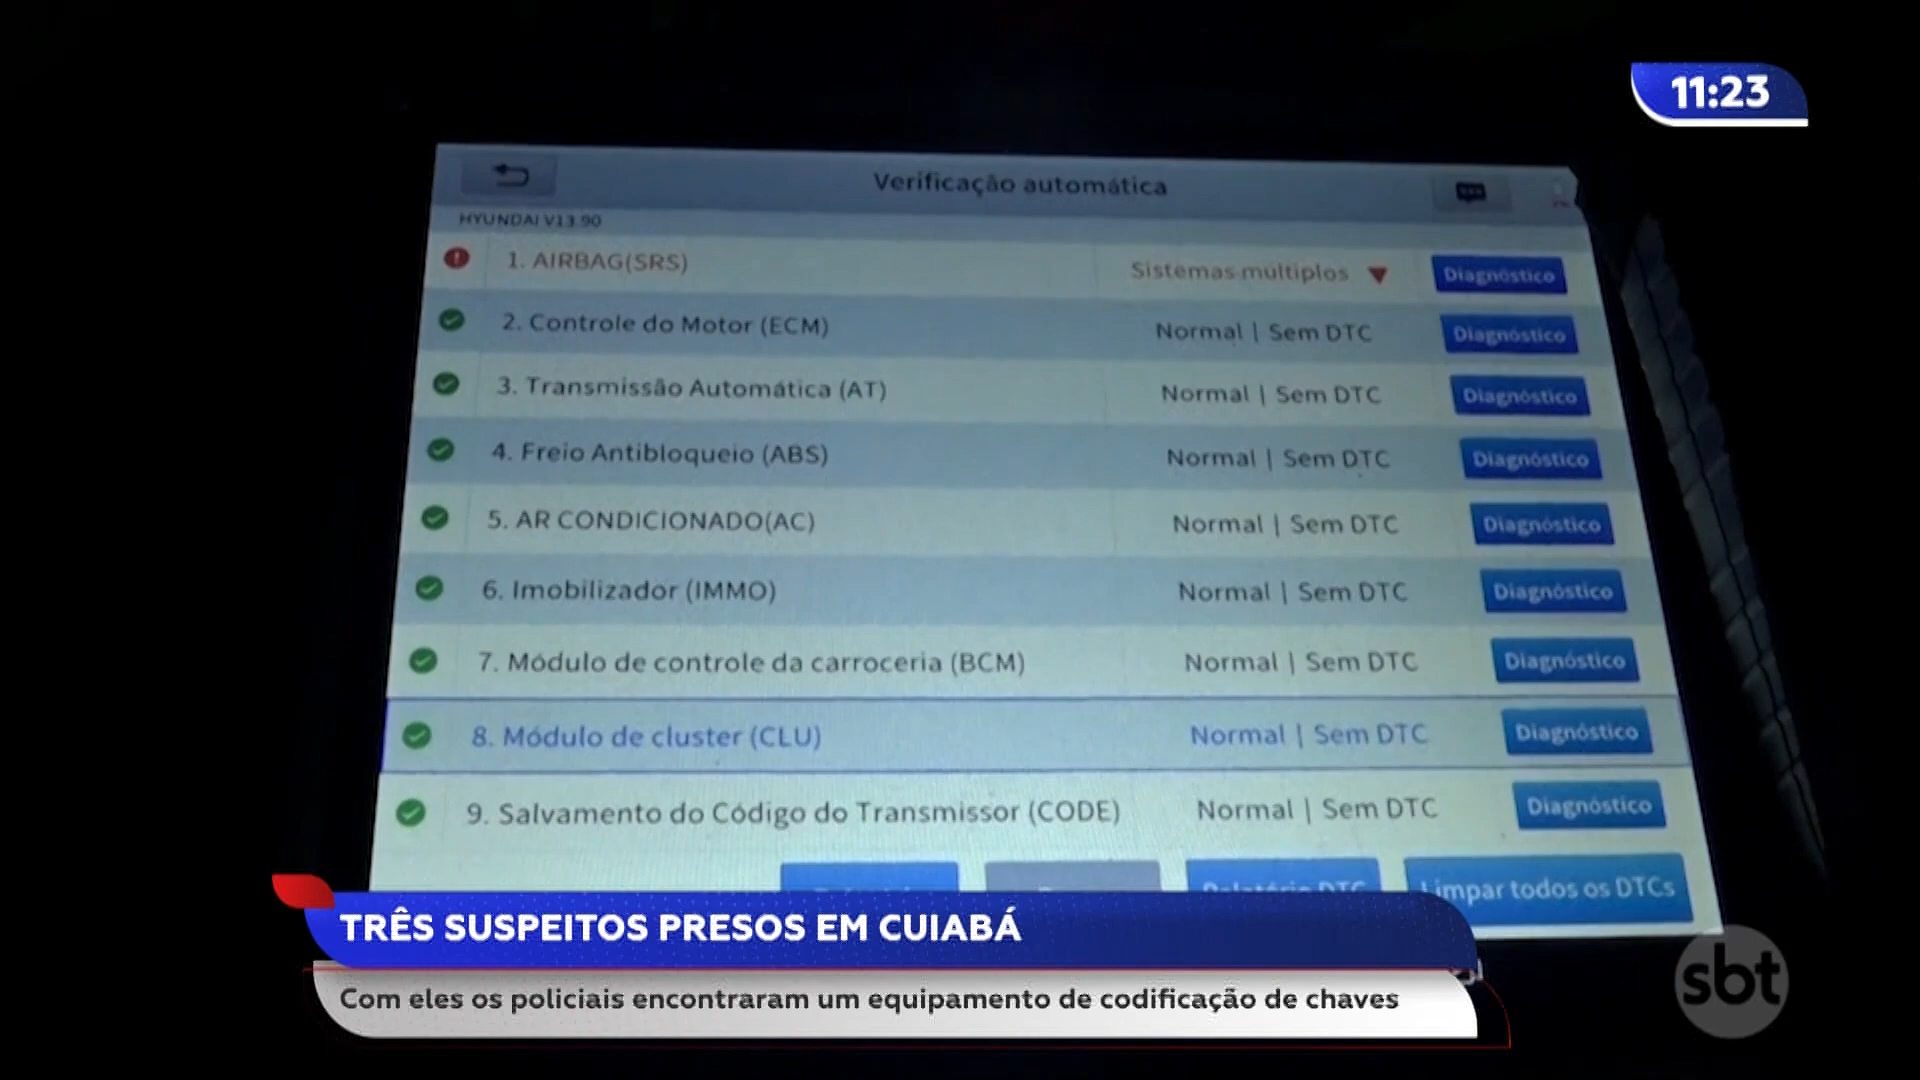 11:23
Verificação automática
HYUNDAI V13.90
1. AIRBAG(SRS) Sistemas múltiplos Diagnóstico
2. Controle do Motor (ECM) Normal | Sem DTC Diagnóstico
3. Transmissão Automática (AT) Normal | Sem DTC Diagnóstico
4. Freio Antibloqueio (ABS) Normal | Sem DTC Diagnóstico
5. AR CONDICIONADO(AC) Normal | Sem DTC Diagnóstico
6. Imobilizador (IMMO) Normal | Sem DTC Diagnóstico
7. Módulo de controle da carroceria (BCM) Normal | Sem DTC Diagnóstico
8. Módulo de cluster (CLU) Normal | Sem DTC Diagnóstico
9. Salvamento do Código do Transmissor (CODE) Normal | Sem DTC Diagnóstico
Relatório DTC Limpar todos os DTCs
TRÊS SUSPEITOS PRESOS EM CUIABÁ
Com eles os policiais encontraram um equipamento de codificação de chaves
sbt